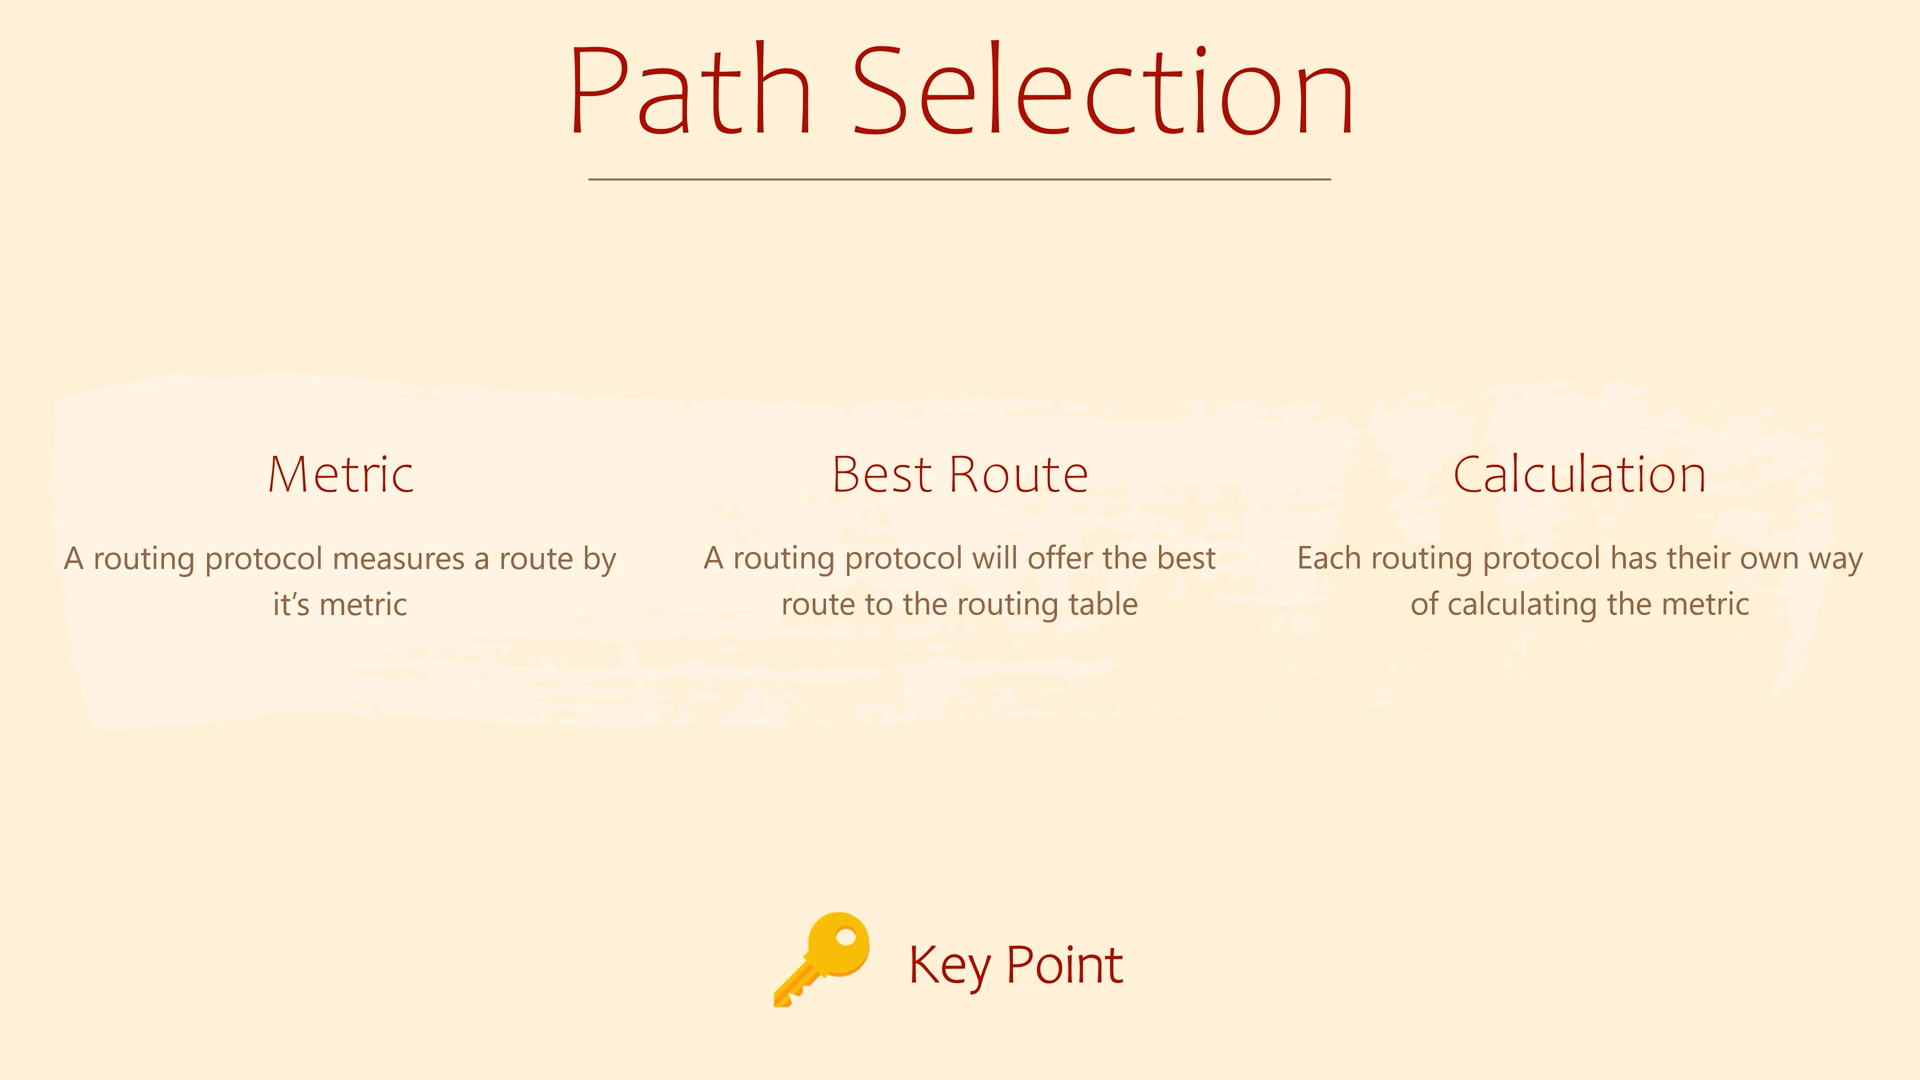 Path Selection
Metric
A routing protocol measures a route by
it’s metric
Best Route
A routing protocol will offer the best
route to the routing table
Calculation
Each routing protocol has their own way
of calculating the metric
Key Point